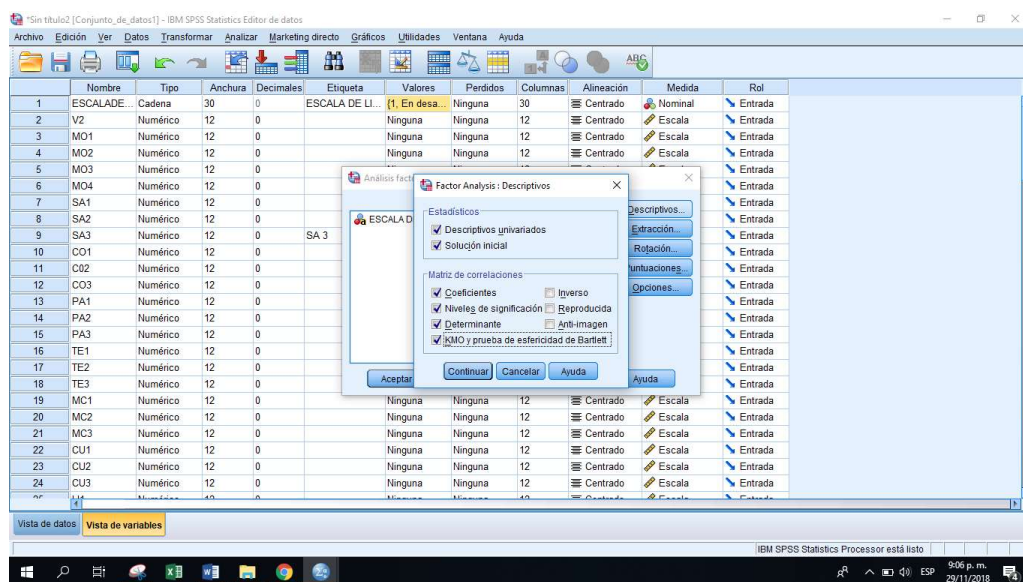 *Sin título2 [Conjunto_de_datos1] - IBM SPSS Statistics Editor de datos
Archivo Edición Ver Datos Transformar Analizar Marketing directo Gráficos Utilidades Ventana Ayuda
Nombre Tipo Anchura Decimales Etiqueta Valores Perdidos Columnas Alineación Medida Rol
1 ESCALADE... Cadena 30 0 ESCALA DE LI... {1, En desa... Ninguna 30 Centrado Nominal Entrada
2 V2 Numérico 12 0 Ninguna Ninguna 12 Centrado Escala Entrada
3 MO1 Numérico 12 0 Ninguna Ninguna 12 Centrado Escala Entrada
4 MO2 Numérico 12 0 Ninguna Ninguna 12 Centrado Escala Entrada
5 MO3 Numérico 12 0 Entrada
6 MO4 Numérico 12 0 Entrada
7 SA1 Numérico 12 0 Entrada
8 SA2 Numérico 12 0 Entrada
9 SA3 Numérico 12 0 SA 3 Entrada
10 CO1 Numérico 12 0 Entrada
11 C02 Numérico 12 0 Entrada
12 CO3 Numérico 12 0 Entrada
13 PA1 Numérico 12 0 Entrada
14 PA2 Numérico 12 0 Entrada
15 PA3 Numérico 12 0 Entrada
16 TE1 Numérico 12 0 Entrada
17 TE2 Numérico 12 0 Entrada
18 TE3 Numérico 12 0 Entrada
19 MC1 Numérico 12 0 Ninguna Ninguna 12 Centrado Escala Entrada
20 MC2 Numérico 12 0 Ninguna Ninguna 12 Centrado Escala Entrada
21 MC3 Numérico 12 0 Ninguna Ninguna 12 Centrado Escala Entrada
22 CU1 Numérico 12 0 Ninguna Ninguna 12 Centrado Escala Entrada
23 CU2 Numérico 12 0 Ninguna Ninguna 12 Centrado Escala Entrada
24 CU3 Numérico 12 0 Ninguna Ninguna 12 Centrado Escala Entrada
Análisis fact
ESCALA D
Descriptivos...
Extracción...
Rotación...
Puntuaciones...
Opciones...
Aceptar
Ayuda
Factor Analysis : Descriptivos
Estadísticos
Descriptivos univariados
Solución inicial
Matriz de correlaciones
Coeficientes Inverso
Niveles de significación Reproducida
Determinante Anti-imagen
KMO y prueba de esfericidad de Bartlett
Continuar Cancelar Ayuda
Vista de datos Vista de variables
IBM SPSS Statistics Processor está listo
ESP 9:06 p. m.
29/11/2018